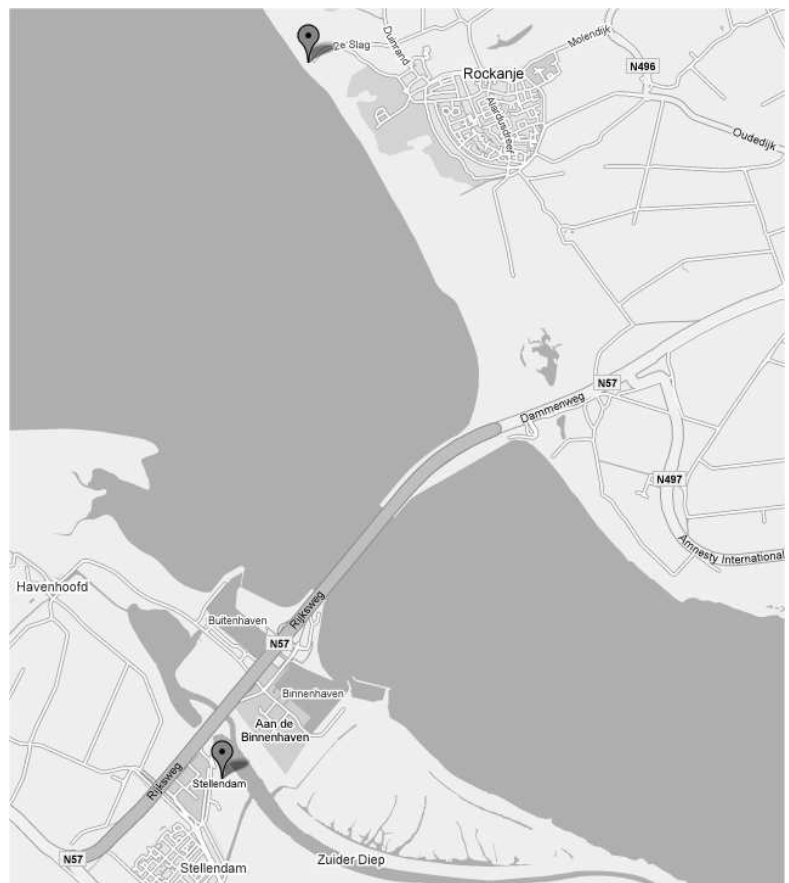 Duinrand
2e Slag
Molendijk
Rockanje
N496
Alardusdreef
Oudedijk
N57
Dammenweg
N497
Amnesty International
Havenhoofd
Rijksweg
Buitenhaven
N57
Binnenhaven
Aan de
Binnenhaven
Rijksweg
Stellendam
N57
Stellendam
Zuider Diep